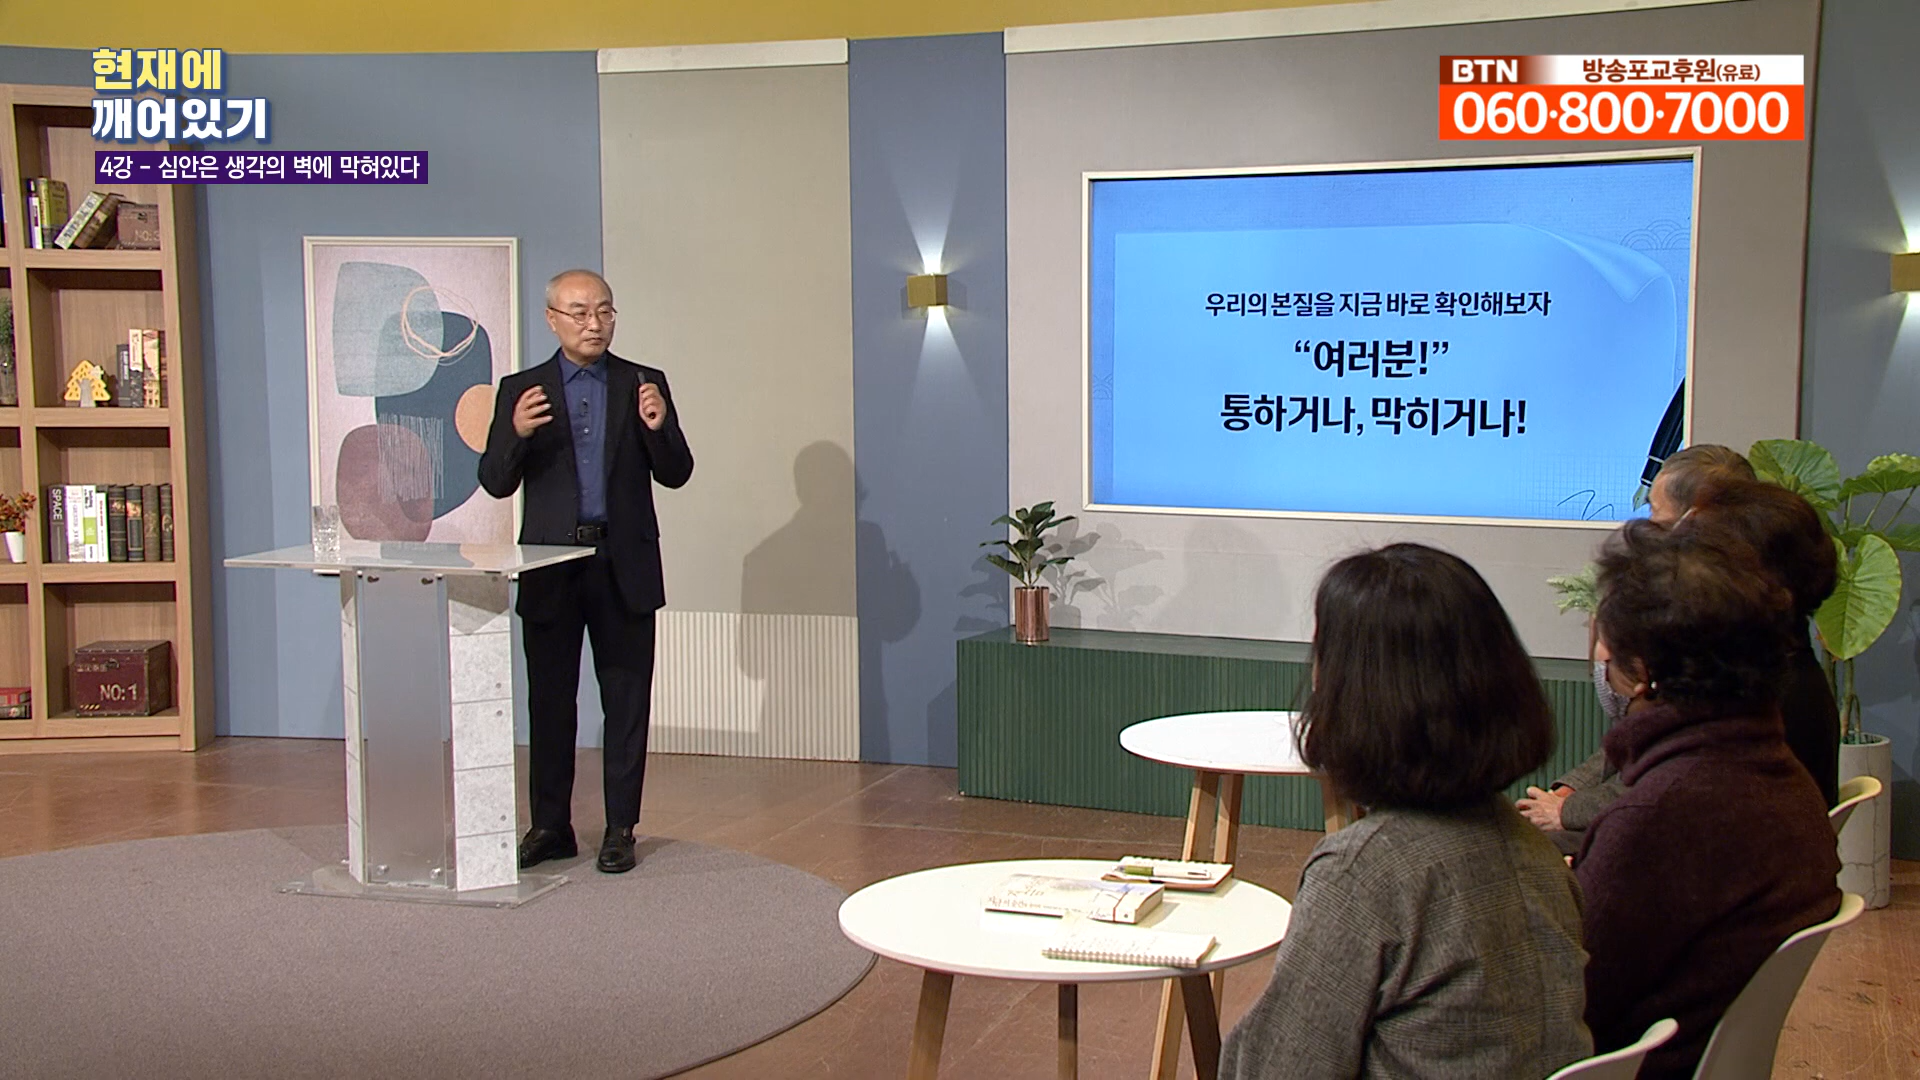 현재에
깨어있기
4강 - 심안은 생각의 벽에 막혀있다
BTN 방송포교후원(유료)
060·800·7000
우리의 본질을 지금 바로 확인해보자
“여러분!”
통하거나, 막히거나!
NO:3
SPACE
NO:1